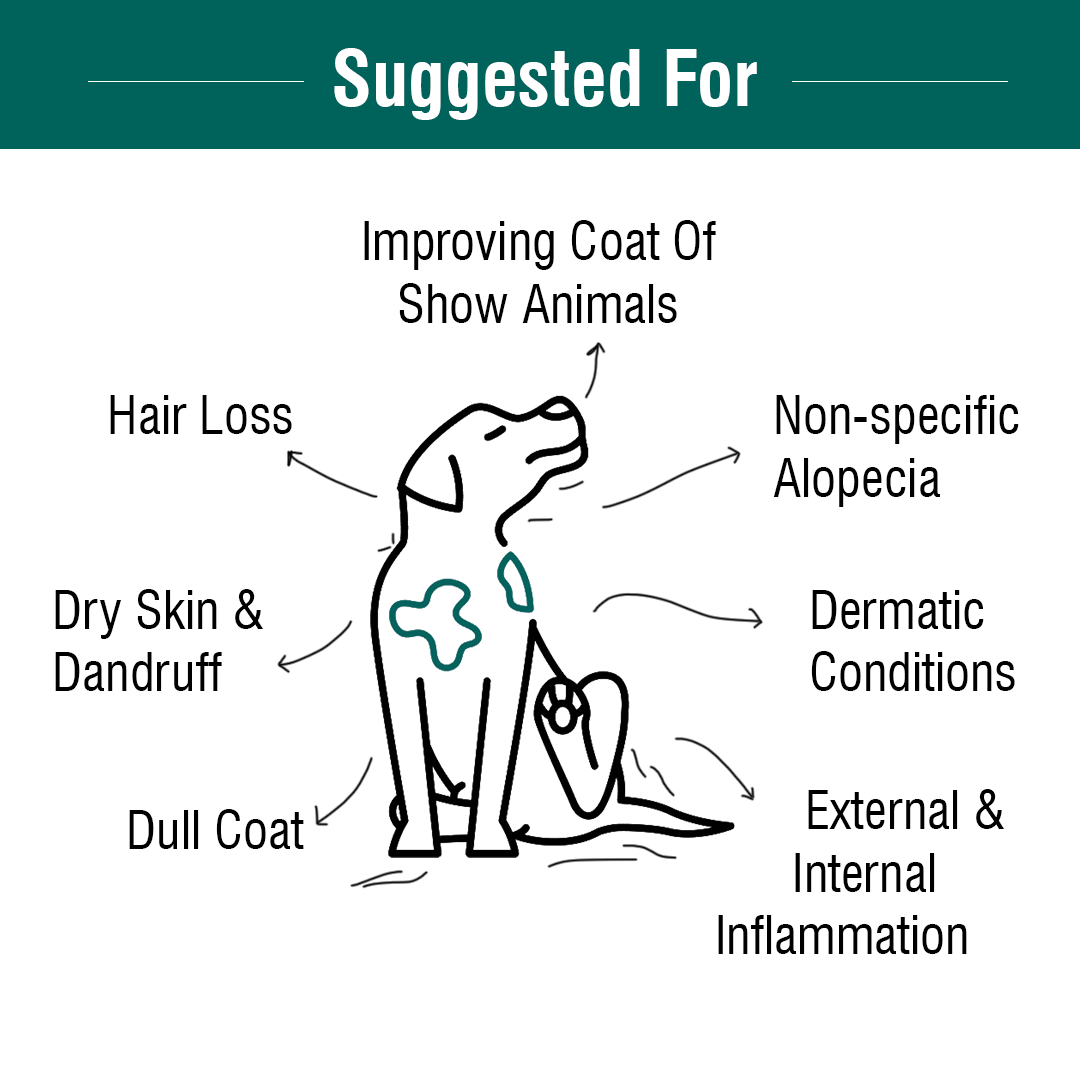 Suggested For
Improving Coat Of
Show Animals
Hair Loss
Non-specific
Alopecia
Dry Skin &
Dandruff
Dermatic
Conditions
Dull Coat
External &
Internal
Inflammation